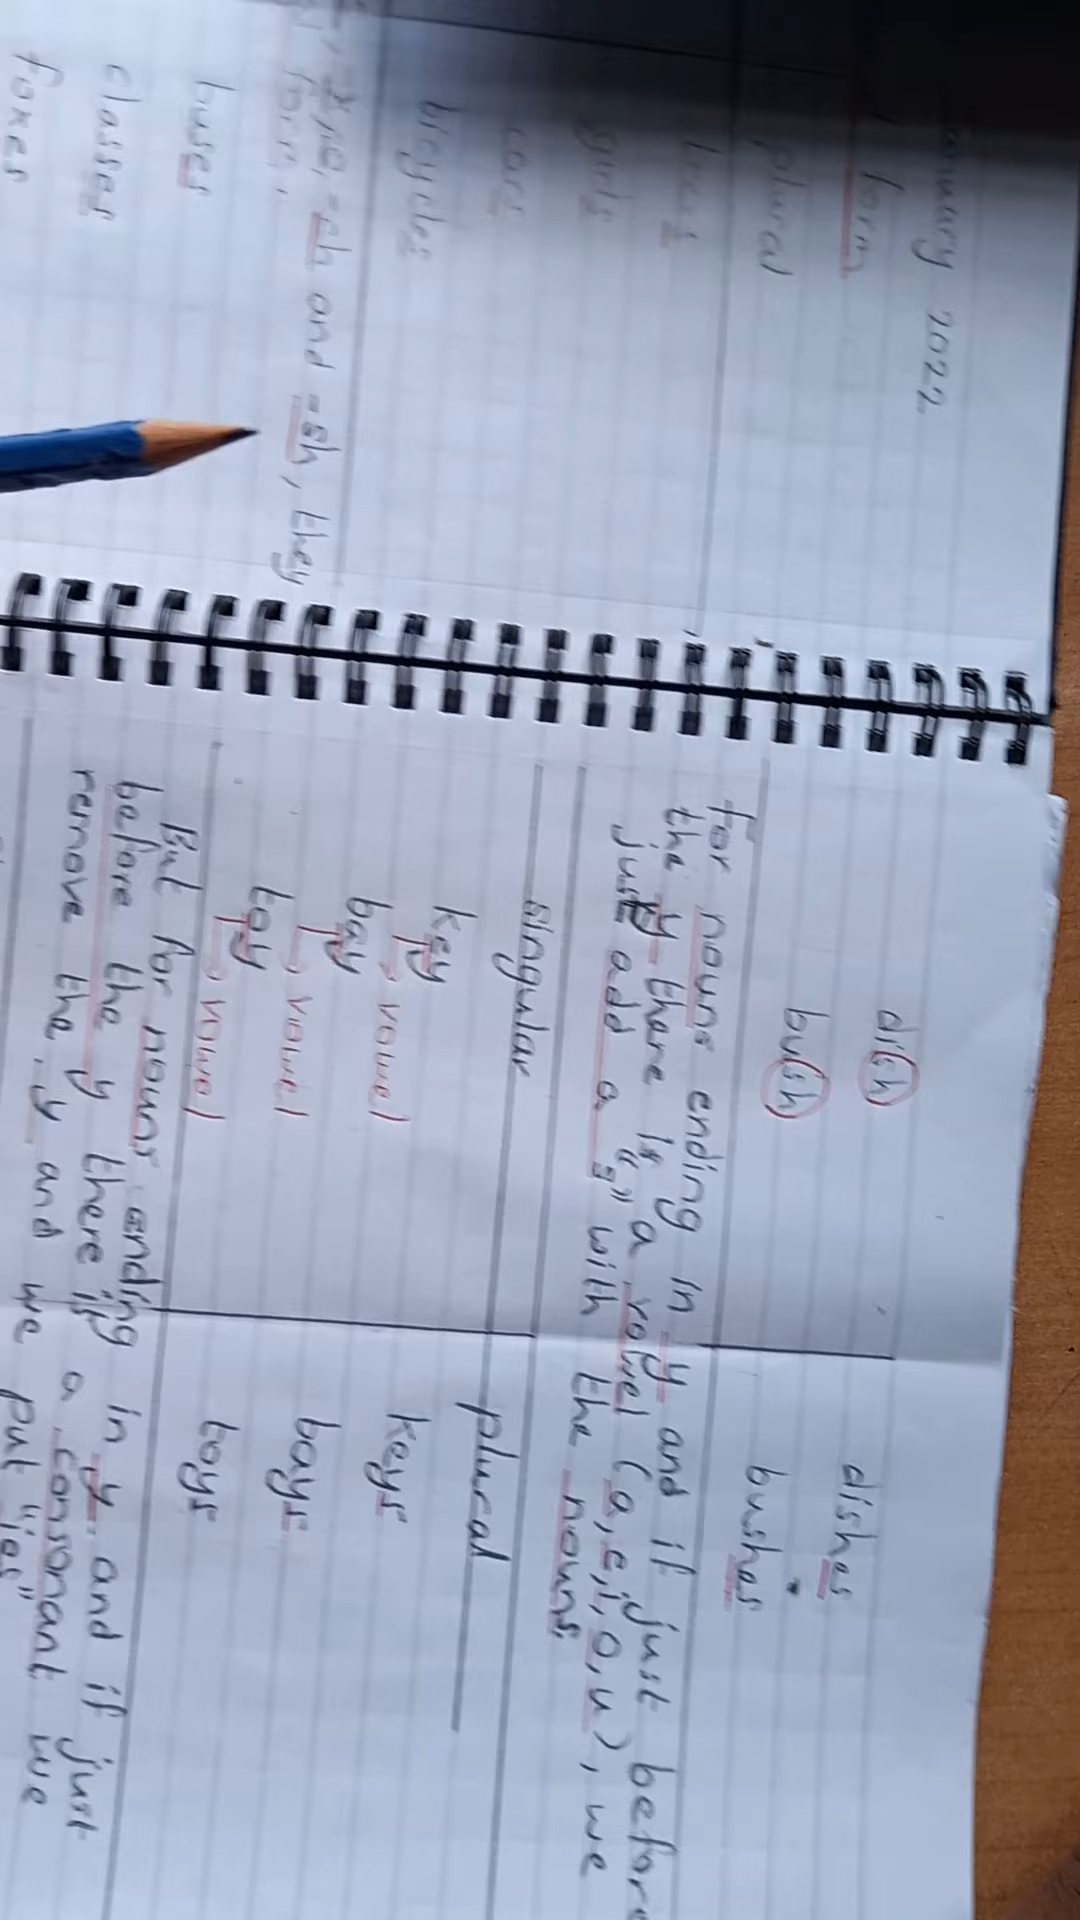 January 2022
form
plural
girls
cars
bicycles
-ch and -sh, they
form.
buses
classes
foxes
dish dishes
bush bushes
for nouns ending in -y- and if just before
the -y- there is a vowel (a,e,i,o,u), we
just add a "s" with the nouns.
singular plural
key keys
vowel
bay bays
vowel
toy toys
vowel
But for nouns ending in -y- and if just
before the y there is a consonant we
remove the .y and we put "ies"